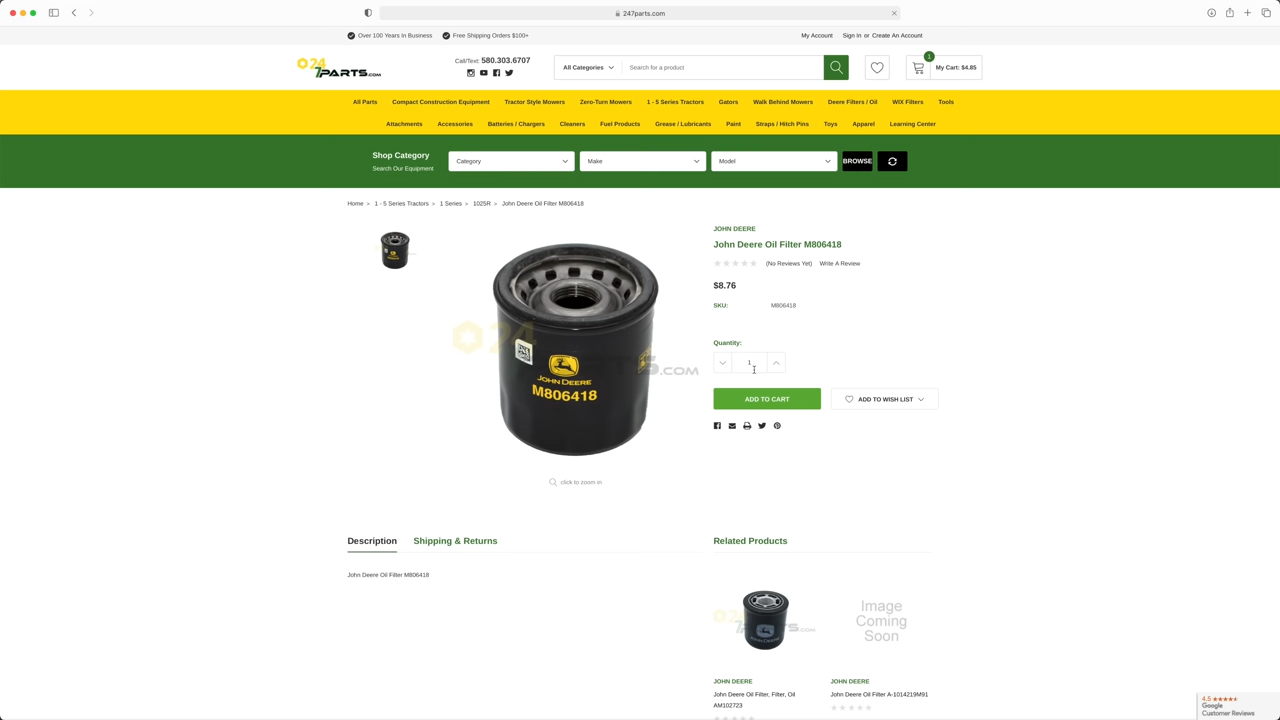 247parts.com
Over 100 Years In Business
Free Shipping Orders $100+
My Account
Sign In or Create An Account
24
7PARTS.COM
Call/Text: 580.303.6707
All Categories
Search for a product
1
My Cart: $4.85
All Parts
Compact Construction Equipment
Tractor Style Mowers
Zero-Turn Mowers
1 - 5 Series Tractors
Gators
Walk Behind Mowers
Deere Filters / Oil
WIX Filters
Tools
Attachments
Accessories
Batteries / Chargers
Cleaners
Fuel Products
Grease / Lubricants
Paint
Straps / Hitch Pins
Toys
Apparel
Learning Center
Shop Category
Search Our Equipment
Category
Make
Model
BROWSE
Home > 1 - 5 Series Tractors > 1 Series > 1025R > John Deere Oil Filter M806418
JOHN DEERE
M806418
click to zoom in
JOHN DEERE
John Deere Oil Filter M806418
(No Reviews Yet)
Write A Review
$8.76
SKU:
M806418
Quantity:
1
ADD TO CART
ADD TO WISH LIST
Description
Shipping & Returns
John Deere Oil Filter M806418
Related Products
Image
Coming
Soon
JOHN DEERE
John Deere Oil Filter, Filter, Oil
AM102723
JOHN DEERE
John Deere Oil Filter A-1014219M91
4.5
Google
Customer Reviews